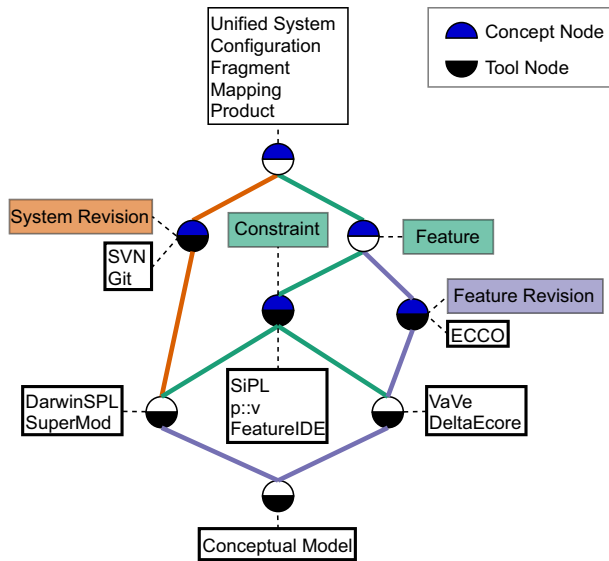 Unified System
Configuration
Fragment
Mapping
Product
Concept Node
Tool Node
System Revision
Constraint
Feature
SVN
Git
Feature Revision
ECCO
DarwinSPL
SuperMod
SiPL
p::v
FeatureIDE
VaVe
DeltaEcore
Conceptual Model